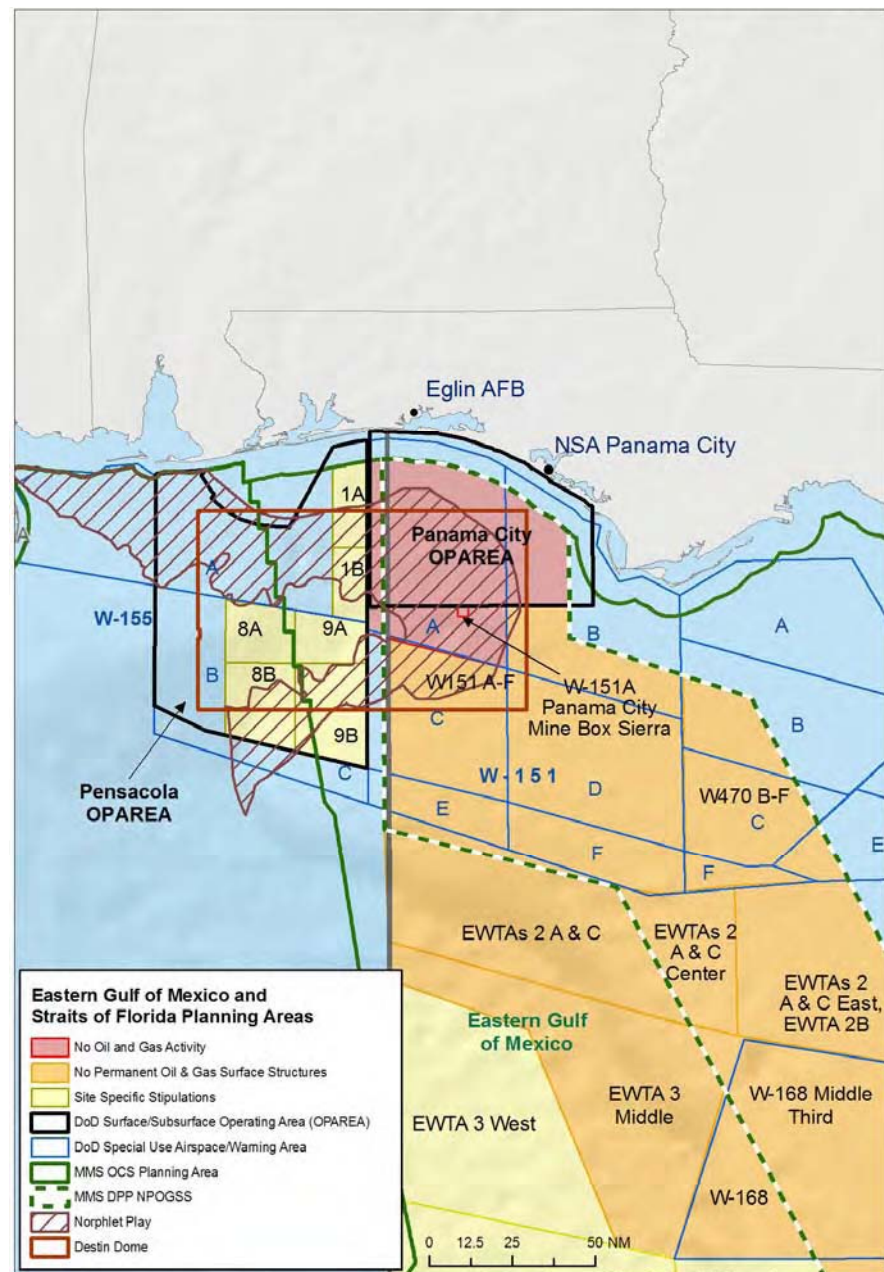 Eglin AFB
NSA Panama City
1A
Panama City
OPAREA
1B
A
W-155
8A
9A
A
B
A
B
8B
W151 A-F
W-151A
Panama City
Mine Box Sierra
B
9B
C
Pensacola
OPAREA
C
W - 1 5 1
D
W470 B-F
C
E
E
F
F
EWTAs 2 A & C
EWTAs 2
A & C
Center
EWTAs 2
A & C East,
EWTA 2B
Eastern Gulf
of Mexico
EWTA 3 West
EWTA 3
Middle
W-168 Middle
Third
W-168
0 12.5 25 50 NM
Eastern Gulf of Mexico and
Straits of Florida Planning Areas
No Oil and Gas Activity
No Permanent Oil & Gas Surface Structures
Site Specific Stipulations
DoD Surface/Subsurface Operating Area (OPAREA)
DoD Special Use Airspace/Warning Area
MMS OCS Planning Area
MMS DPP NPOGSS
Norphlet Play
Destin Dome